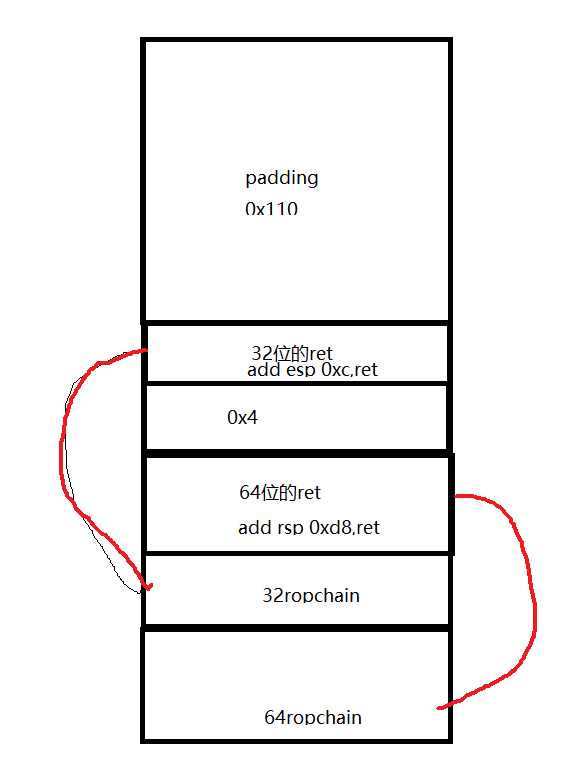 padding
0x110
32位的ret
add esp 0xc,ret
0x4
64位的ret
add rsp 0xd8,ret
32ropchain
64ropchain